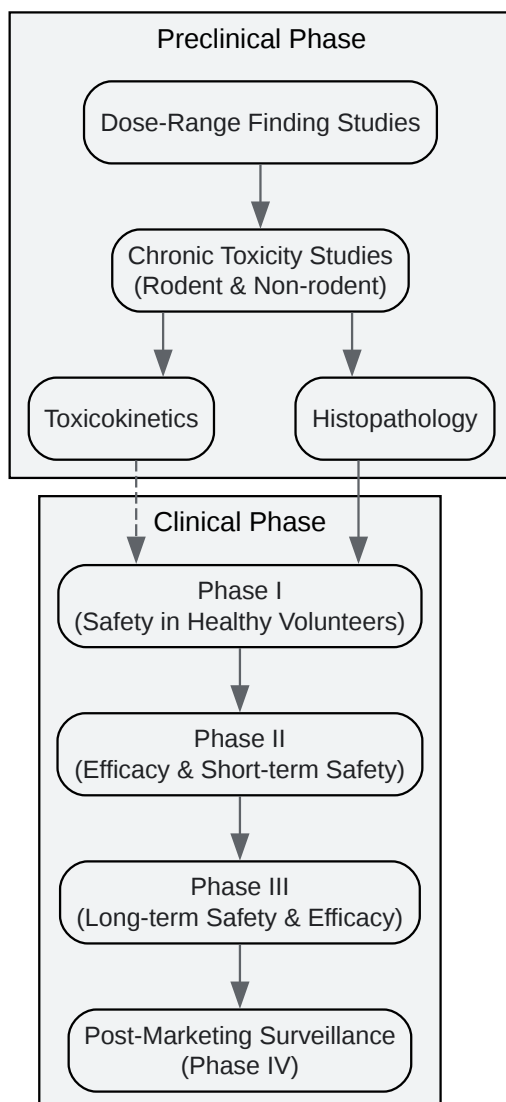 Preclinical Phase
Dose-Range Finding Studies
Chronic Toxicity Studies
(Rodent & Non-rodent)
Toxicokinetics
Histopathology
Clinical Phase
Phase I
(Safety in Healthy Volunteers)
Phase II
(Efficacy & Short-term Safety)
Phase III
(Long-term Safety & Efficacy)
Post-Marketing Surveillance
(Phase IV)